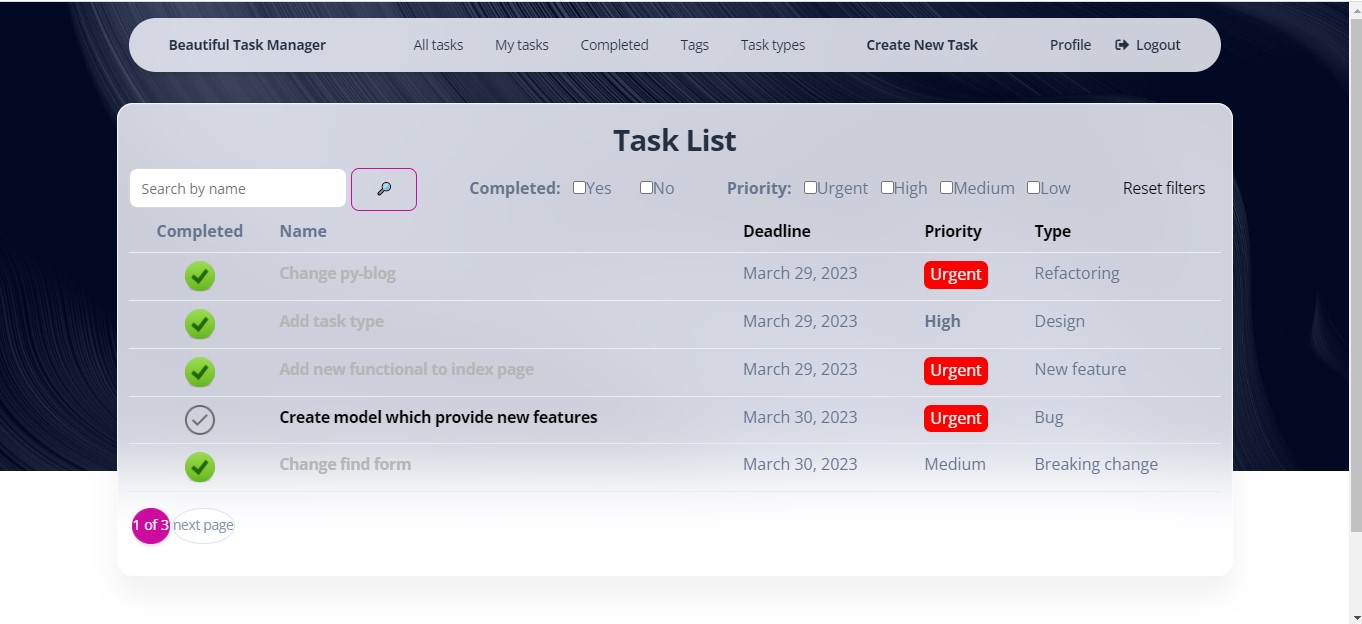 Beautiful Task Manager All tasks My tasks Completed Tags Task types Create New Task Profile Logout
Task List
Search by name Completed: Yes No Priority: Urgent High Medium Low Reset filters
Completed Name Deadline Priority Type
Change py-blog March 29, 2023 Urgent Refactoring
Add task type March 29, 2023 High Design
Add new functional to index page March 29, 2023 Urgent New feature
Create model which provide new features March 30, 2023 Urgent Bug
Change find form March 30, 2023 Medium Breaking change
1 of 3 next page